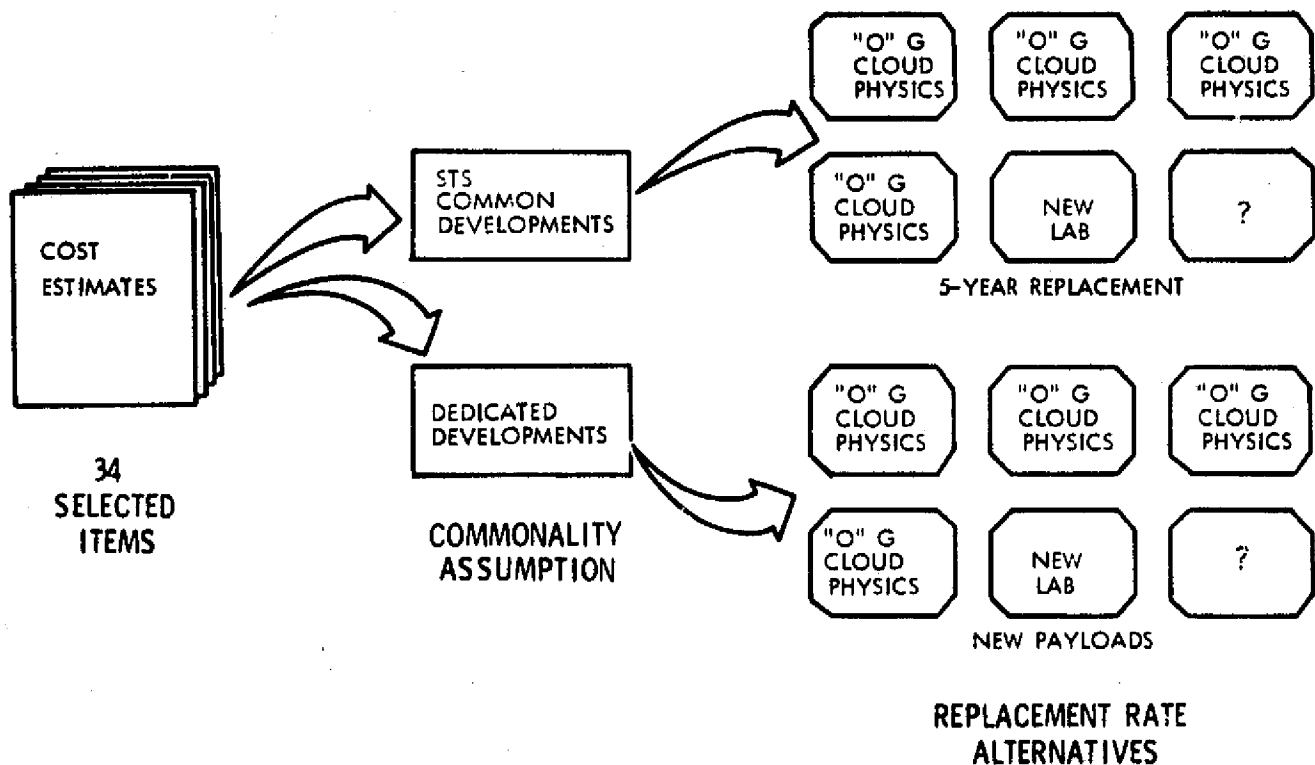 COST
ESTIMATES
34
SELECTED
ITEMS
STS
COMMON
DEVELOPMENTS
DEDICATED
DEVELOPMENTS
COMMONALITY
ASSUMPTION
"O" G
CLOUD
PHYSICS
"O" G
CLOUD
PHYSICS
"O" G
CLOUD
PHYSICS
"O" G
CLOUD
PHYSICS
NEW
LAB
?
5-YEAR REPLACEMENT
"O" G
CLOUD
PHYSICS
"O" G
CLOUD
PHYSICS
"O" G
CLOUD
PHYSICS
"O" G
CLOUD
PHYSICS
NEW
LAB
?
NEW PAYLOADS
REPLACEMENT RATE
ALTERNATIVES